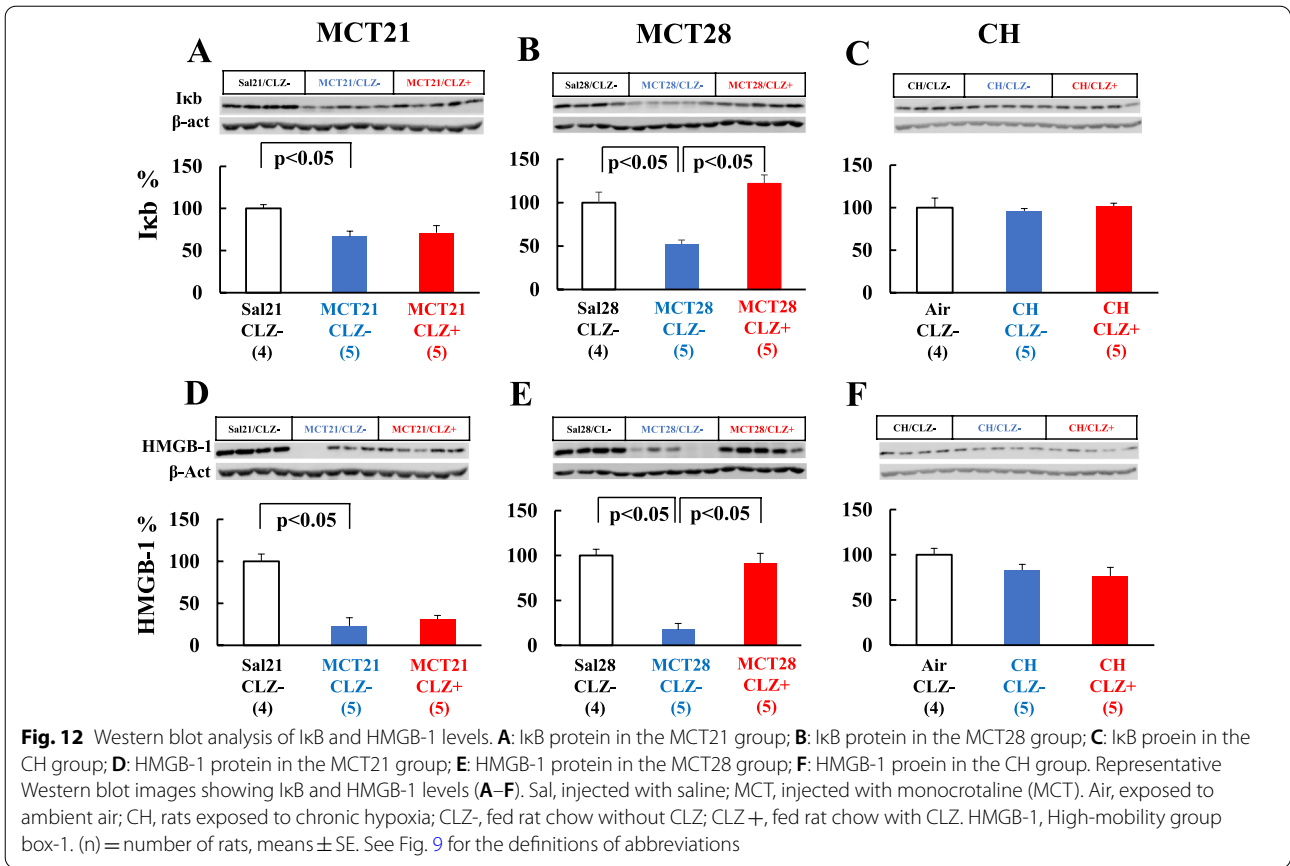 MCT21 MCT28 CH
A B C
Sal21/CLZ- MCT21/CLZ- MCT21/CLZ+
Iκb
β-act
p<0.05
Iκb %
150
100
50
0
Sal21 MCT21 MCT21
CLZ- CLZ- CLZ+
(4) (5) (5)
Sal28/CLZ- MCT28/CLZ- MCT28/CLZ+
p<0.05 p<0.05
150
100
50
0
Sal28 MCT28 MCT28
CLZ- CLZ- CLZ+
(4) (5) (5)
CH/CLZ- CH/CLZ- CH/CLZ+
150
100
50
0
Air CH CH
CLZ- CLZ- CLZ+
(4) (5) (5)
D E F
Sal21/CLZ- MCT21/CLZ- MCT21/CLZ+
HMGB-1
β-Act
p<0.05
HMGB-1 %
150
100
50
0
Sal21 MCT21 MCT21
CLZ- CLZ- CLZ+
(4) (5) (5)
Sal28/CL- MCT28/CLZ- MCT28/CLZ+
p<0.05 p<0.05
150
100
50
0
Sal28 MCT28 MCT28
CLZ- CLZ- CLZ+
(4) (5) (5)
CH/CLZ- CH/CLZ- CH/CLZ+
150
100
50
0
Air CH CH
CLZ- CLZ- CLZ+
(4) (5) (5)
Fig. 12 Western blot analysis of IκB and HMGB-1 levels. A: IκB protein in the MCT21 group; B: IκB protein in the MCT28 group; C: IκB proein in the
CH group; D: HMGB-1 protein in the MCT21 group; E: HMGB-1 protein in the MCT28 group; F: HMGB-1 proein in the CH group. Representative
Western blot images showing IκB and HMGB-1 levels (A–F). Sal, injected with saline; MCT, injected with monocrotaline (MCT). Air, exposed to
ambient air; CH, rats exposed to chronic hypoxia; CLZ-, fed rat chow without CLZ; CLZ +, fed rat chow with CLZ. HMGB-1, High-mobility group
box-1. (n) = number of rats, means ± SE. See Fig. 9 for the definitions of abbreviations